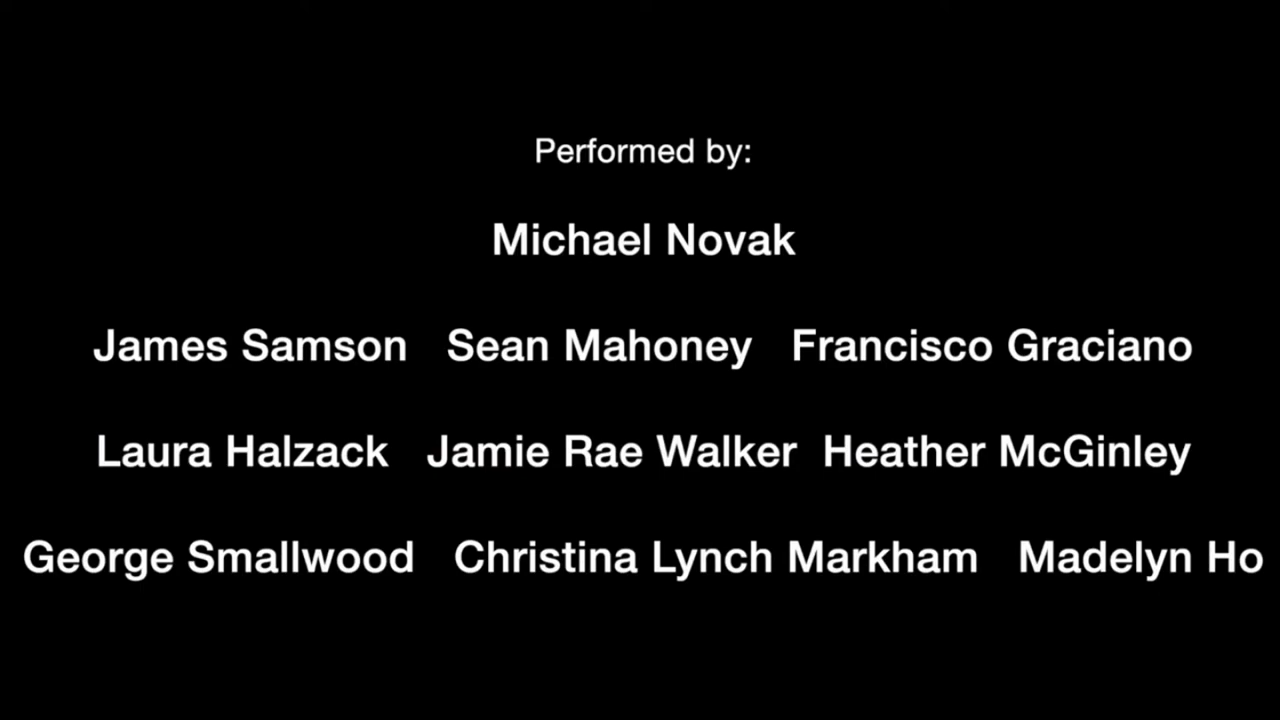 Performed by:
Michael Novak
James Samson Sean Mahoney Francisco Graciano
Laura Halzack Jamie Rae Walker Heather McGinley
George Smallwood Christina Lynch Markham Madelyn Ho